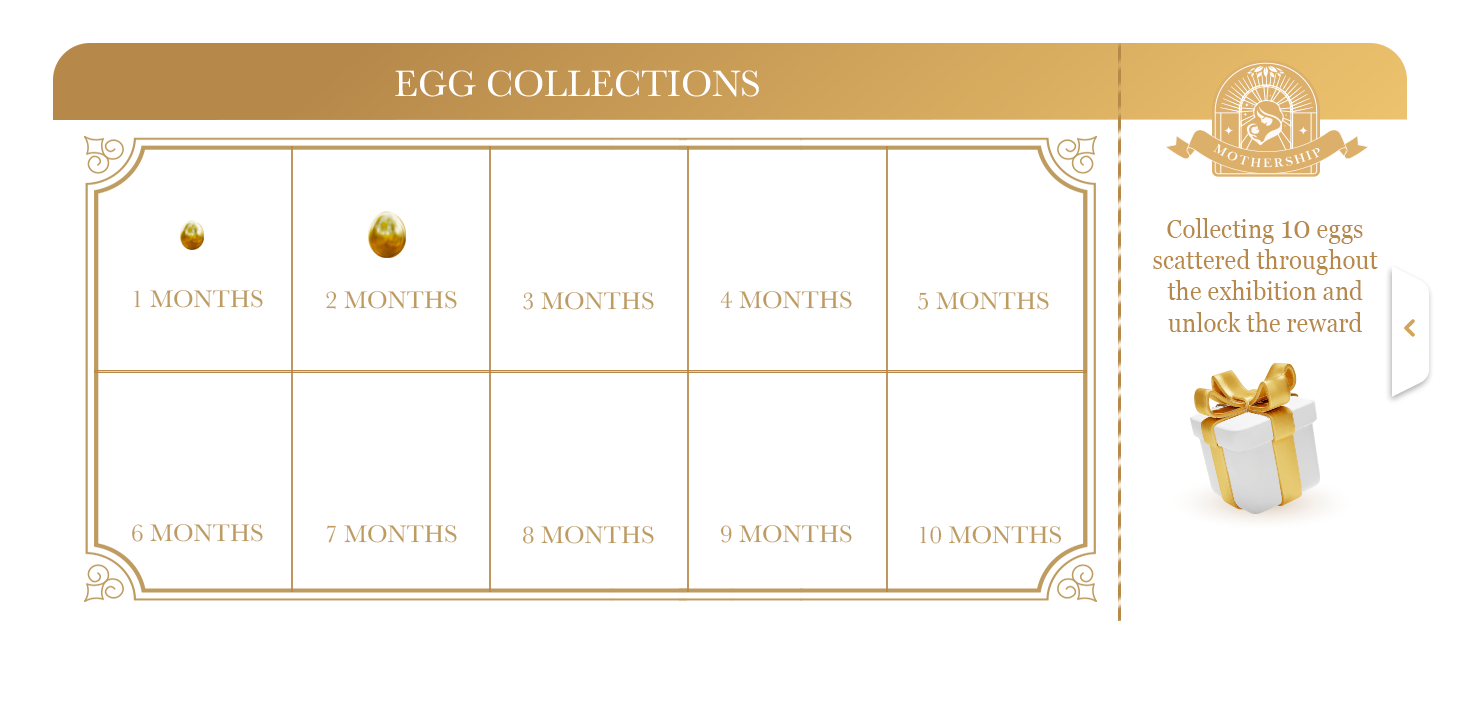 EGG COLLECTIONS
MOTHERSHIP
1 MONTHS
2 MONTHS
3 MONTHS
4 MONTHS
5 MONTHS
6 MONTHS
7 MONTHS
8 MONTHS
9 MONTHS
10 MONTHS
Collecting 10 eggs
scattered throughout
the exhibition and
unlock the reward